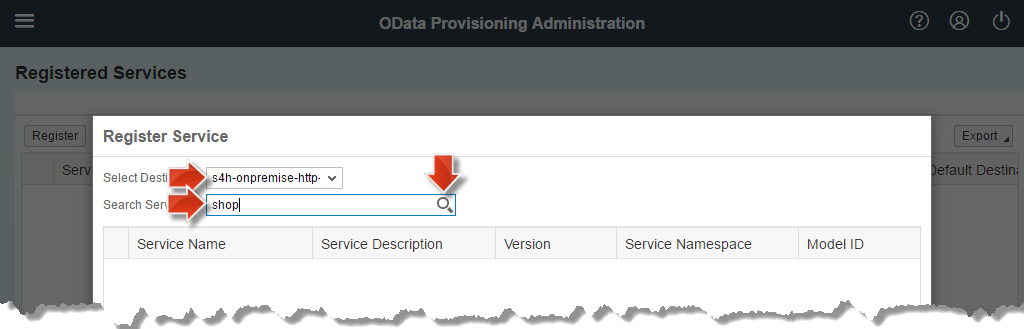 OData Provisioning Administration
Registered Services
Register
Export
Serv
Default Destina
Register Service
Select Desti
s4h-onpremise-http-
Search Serv
shop
Service Name
Service Description
Version
Service Namespace
Model ID